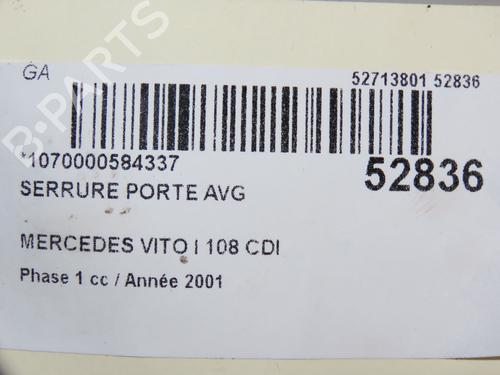 GA
52713801 52836
*1070000584337
52836
SERRURE PORTE AVG
MERCEDES VITO I 108 CDI
Phase 1 cc / Année 2001
B-PARTS